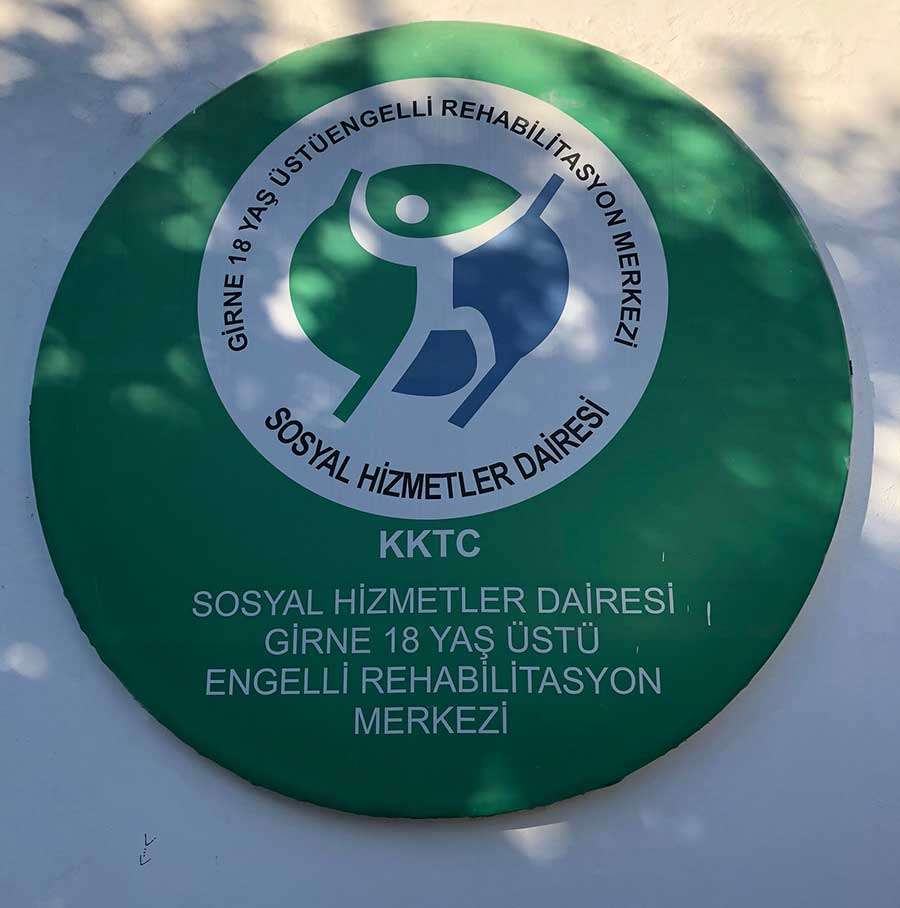 GİRNE 18 YAŞ ÜSTÜENGELLİ REHABİLİTASYON MERKEZİ
SOSYAL HİZMETLER DAİRESİ
KKTC
SOSYAL HİZMETLER DAİRESİ
GİRNE 18 YAŞ ÜSTÜ
ENGELLİ REHABİLİTASYON
MERKEZİ